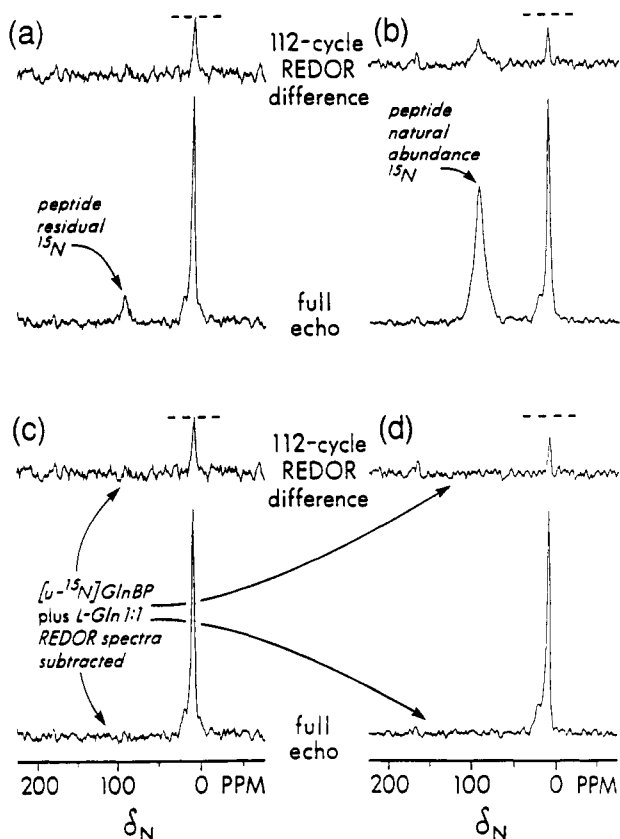 (a)
(b)
112-cycle
REDOR
difference
peptide
residual
15N
peptide
natural
abundance
15N
full
echo
(c)
(d)
112-cycle
REDOR
difference
[u-15N]GlnBP
plus L-Gln 1:1
REDOR spectra
subtracted
full
echo
200 100 0 PPM
200 100 0 PPM
δN
δN